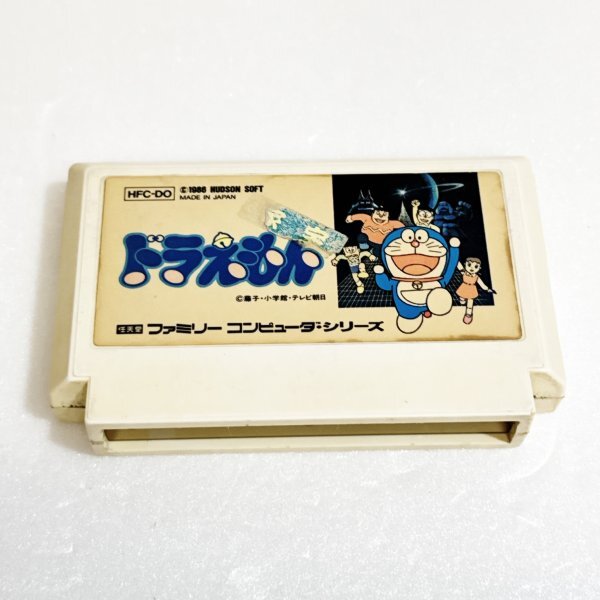 HFC-DO
© 1986 HUDSON SOFT
MADE IN JAPAN
ドラえもん
©藤子・小学館・テレビ朝日
任天堂 ファミリー コンピュータ・シリーズ